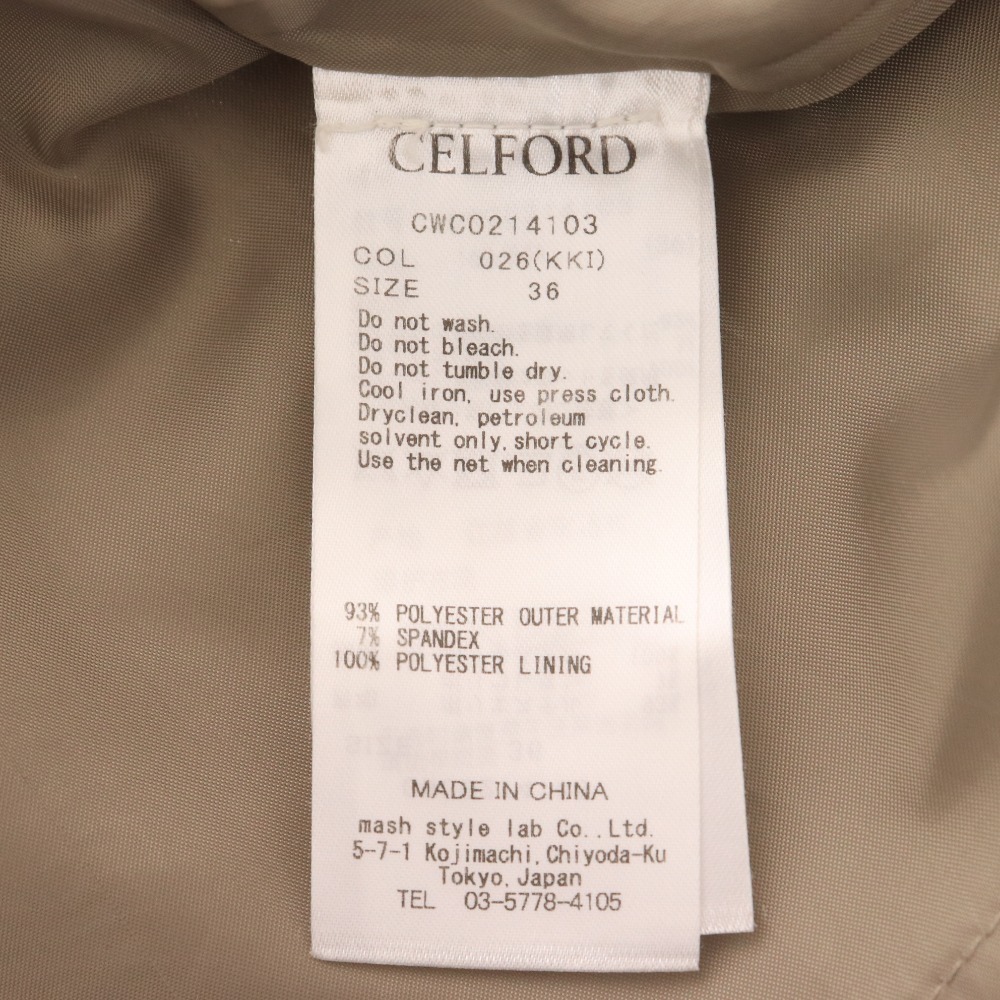 CELFORD
CWC0214103
COL 026(KKI)
SIZE 36
Do not wash.
Do not bleach.
Do not tumble dry.
Cool iron, use press cloth.
Dryclean, petroleum
solvent only, short cycle.
Use the net when cleaning.
93% POLYESTER OUTER MATERIAL
7% SPANDEX
100% POLYESTER LINING
MADE IN CHINA
mash style lab Co.,Ltd.
5-7-1 Kojimachi,Chiyoda-Ku
Tokyo,Japan
TEL 03-5778-4105